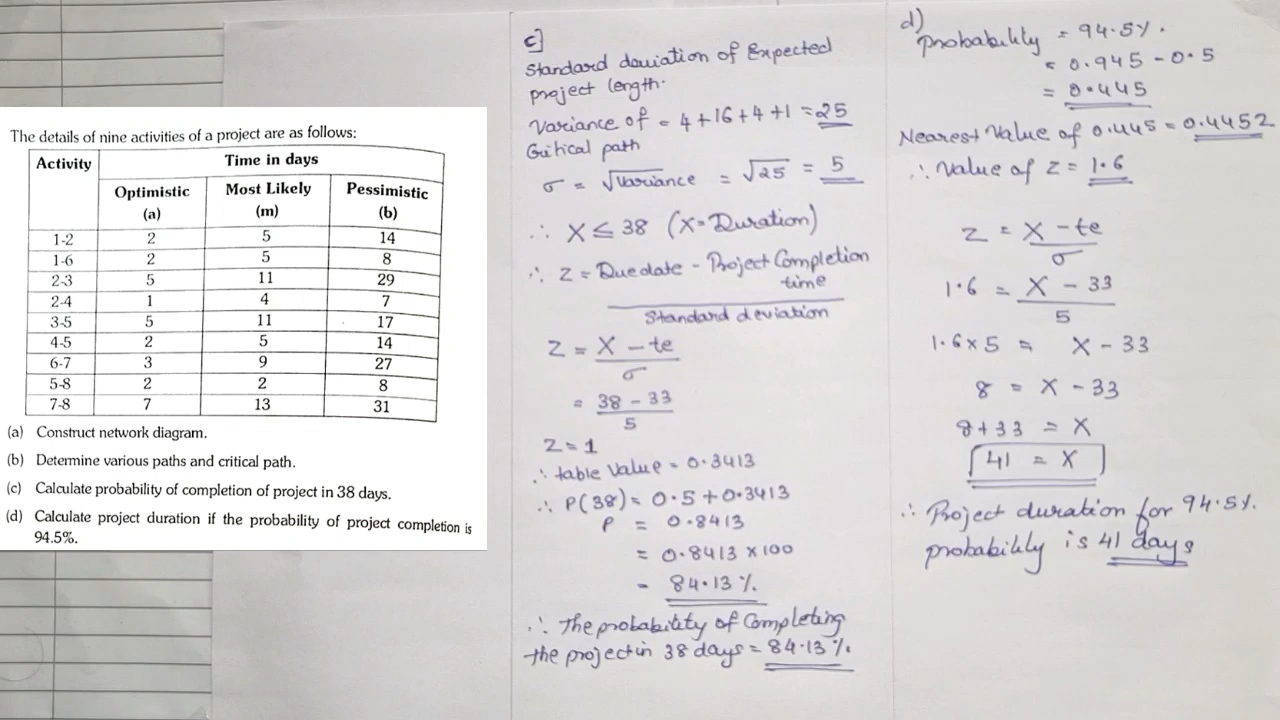 The details of nine activities of a project are as follows:
Activity Time in days
Optimistic (a) Most Likely (m) Pessimistic (b)
1-2 2 5 14
1-6 2 5 8
2-3 5 11 29
2-4 1 4 7
3-5 5 11 17
4-5 2 5 14
6-7 3 9 27
5-8 2 2 8
7-8 7 13 31
(a) Construct network diagram.
(b) Determine various paths and critical path.
(c) Calculate probability of completion of project in 38 days.
(d) Calculate project duration if the probability of project completion is
94.5%.
c]
Standard deviation of Expected
project length.
Variance of = 4+16+4+1 = 25
Critical path
σ = √Variance = √25 = 5
∴ X ≤ 38 (X = Duration)
∴ Z = Due date - Project Completion
time
Standard deviation
Z = X - te
σ
= 38 - 33
5
Z = 1
∴ table value = 0.3413
∴ P(38) = 0.5 + 0.3413
P = 0.8413
= 0.8413 × 100
= 84.13 %.
∴ The probability of Completing
the project in 38 days = 84.13 %.
d)
Probability = 94.5%.
= 0.945 - 0.5
= 0.445
Nearest Value of 0.445 = 0.4452
∴ Value of Z = 1.6
Z = X - te
σ
1.6 = X - 33
5
1.6 × 5 = X - 33
8 = X - 33
8 + 33 = X
41 = X
∴ Project duration for 94.5%.
probability is 41 days